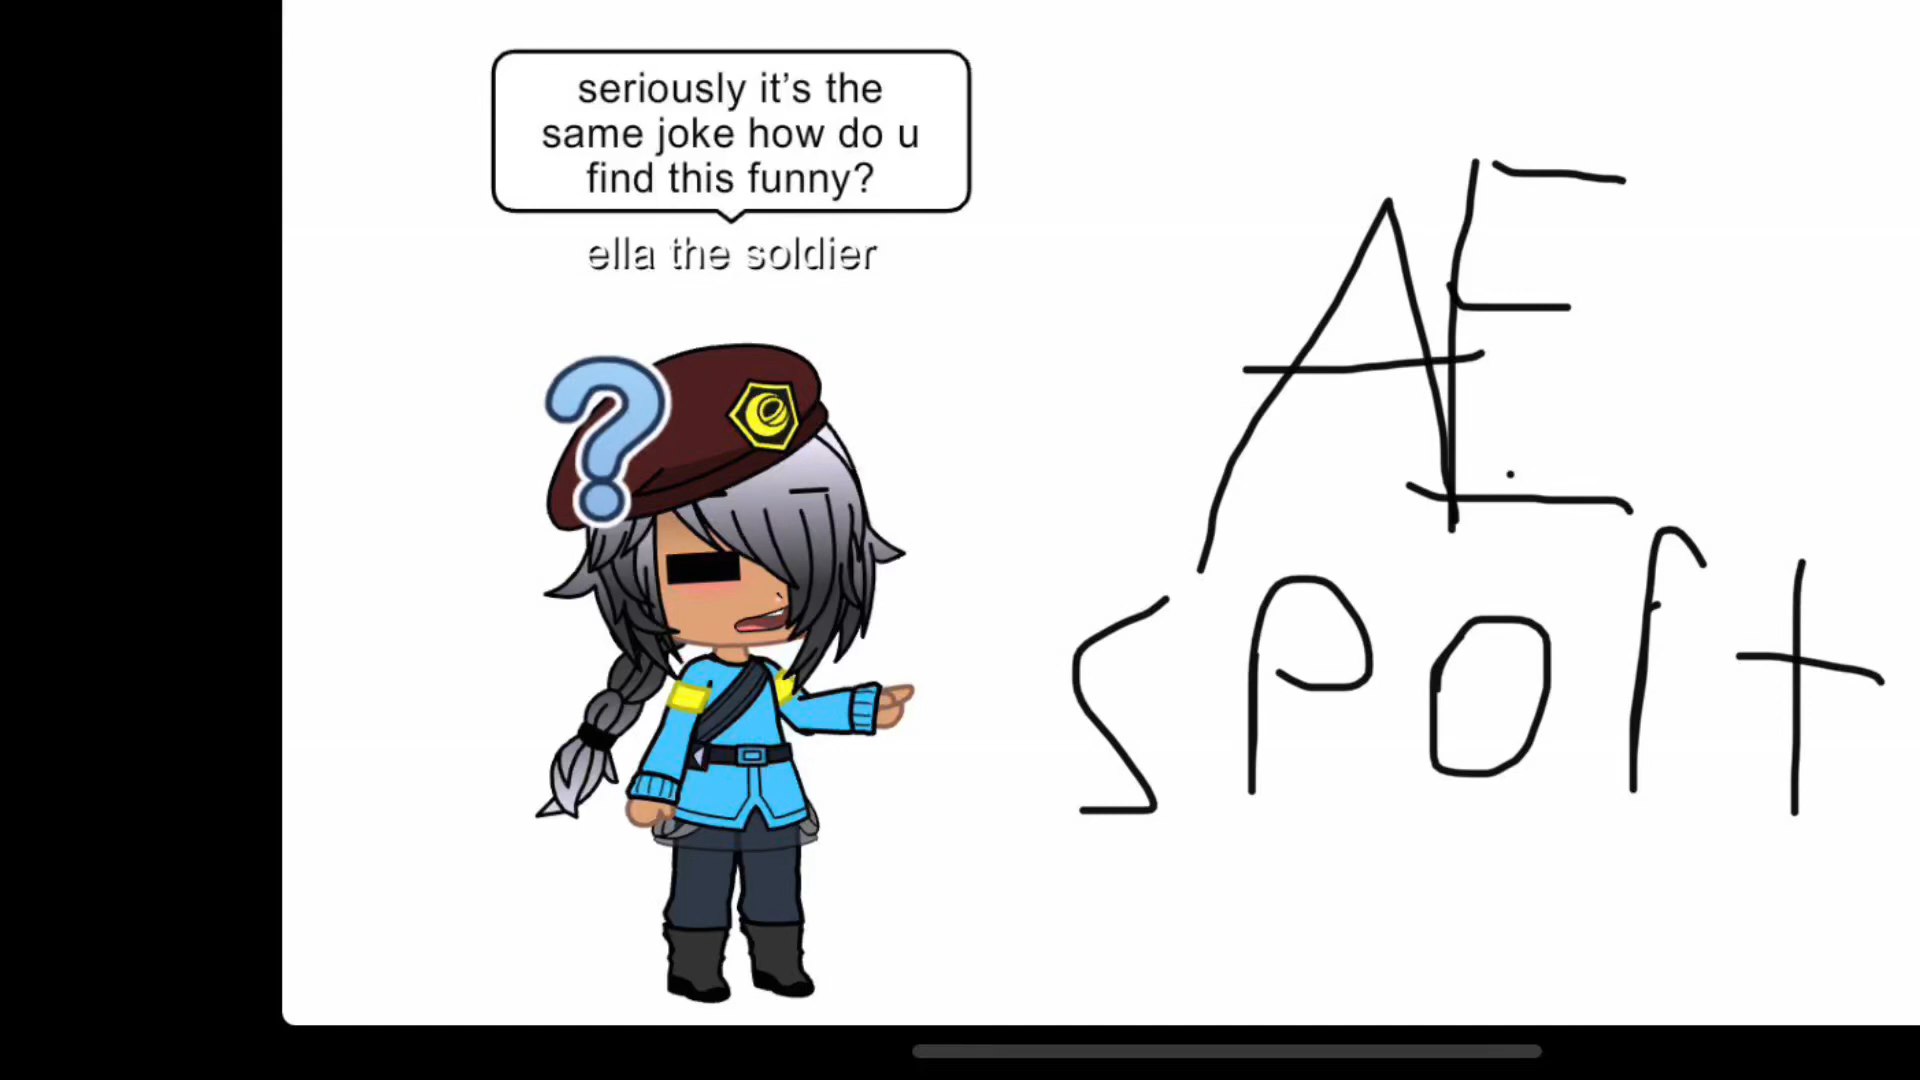 seriously it’s the
same joke how do u
find this funny?
ella the soldier
AE
sport